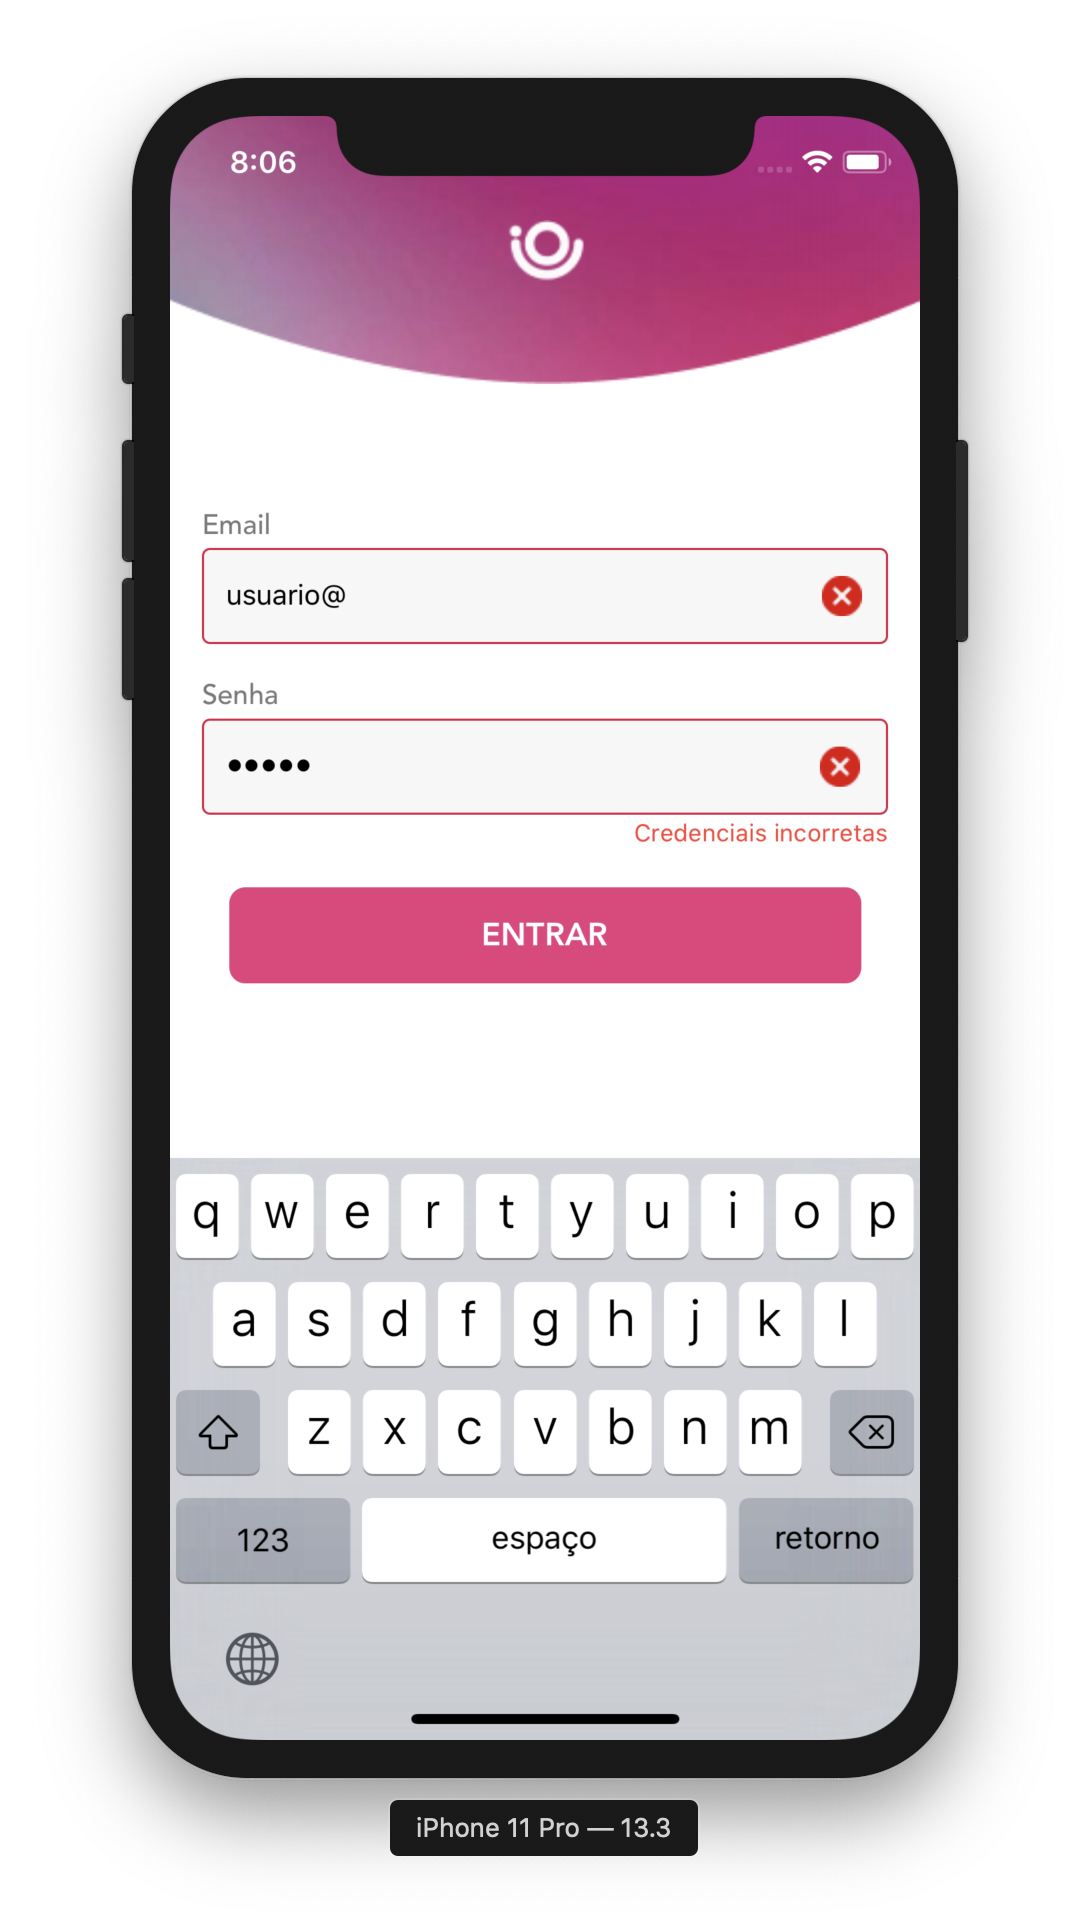 8:06
Email
usuario@
Senha
•••••
Credenciais incorretas
ENTRAR
q w e r t y u i o p
a s d f g h j k l
z x c v b n m
123 espaço retorno
iPhone 11 Pro — 13.3